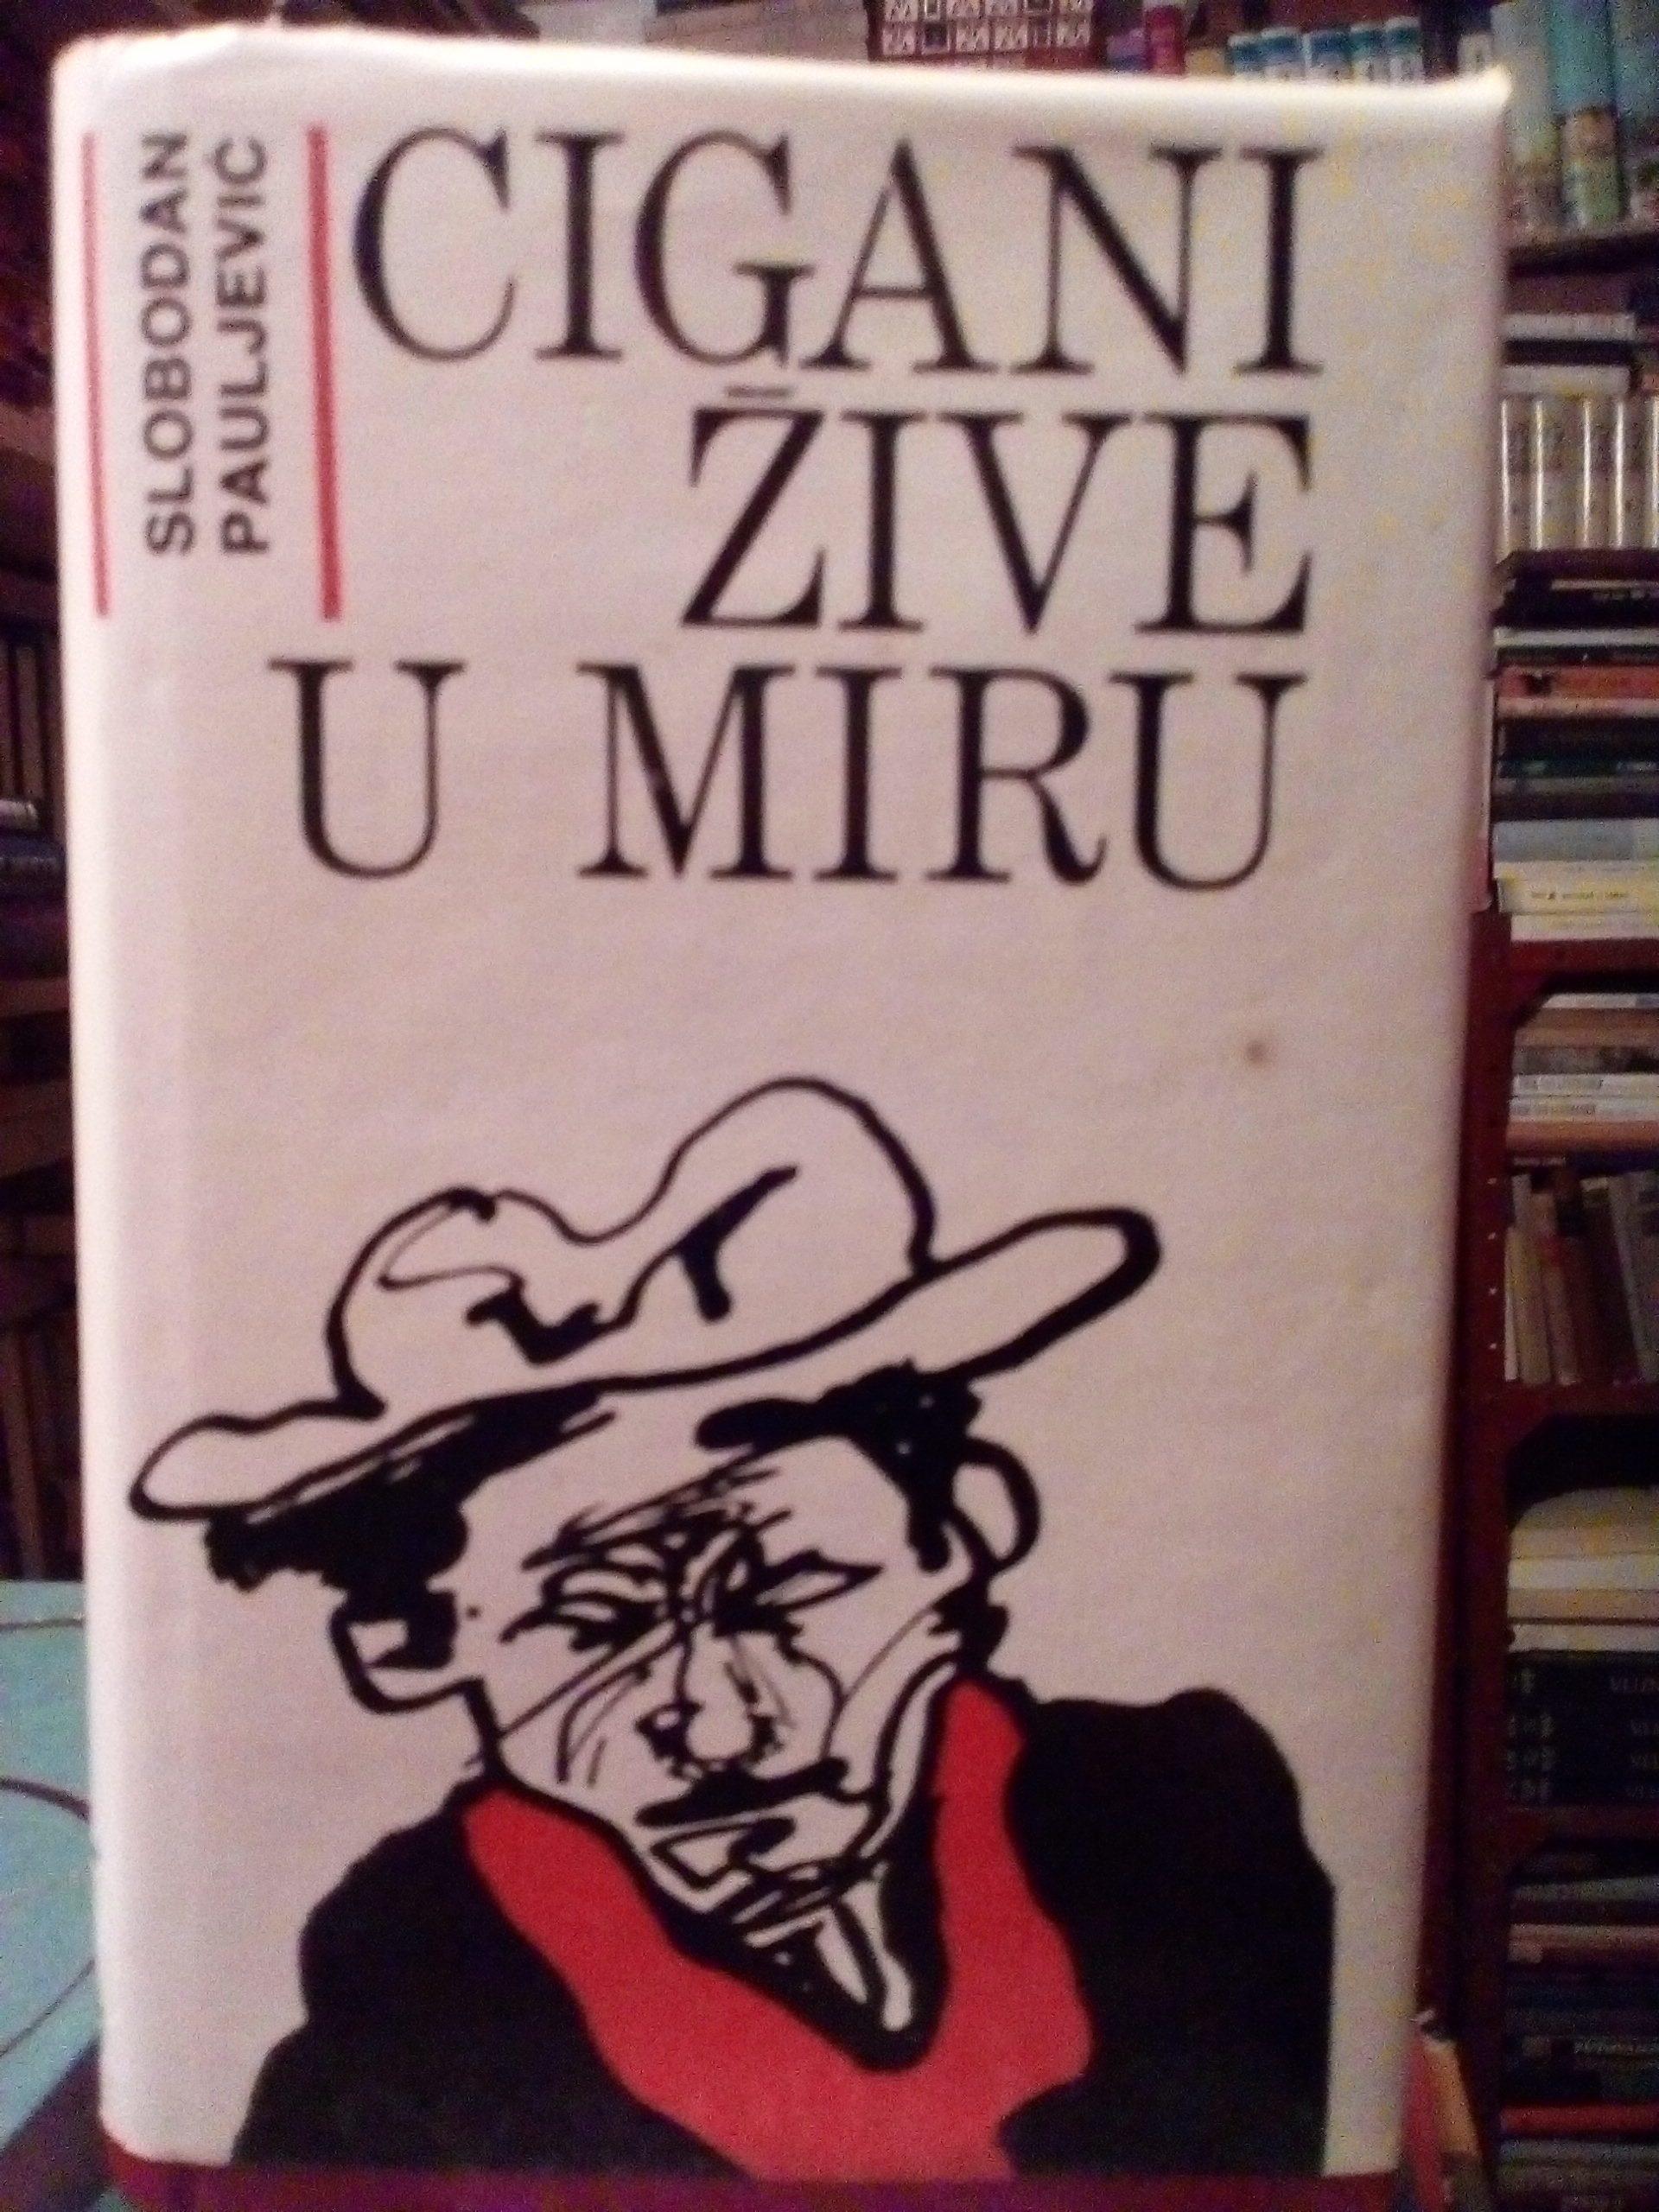 SLOBODAN
PAULJEVIĆ
CIGANI
ŽIVE
U MIRU